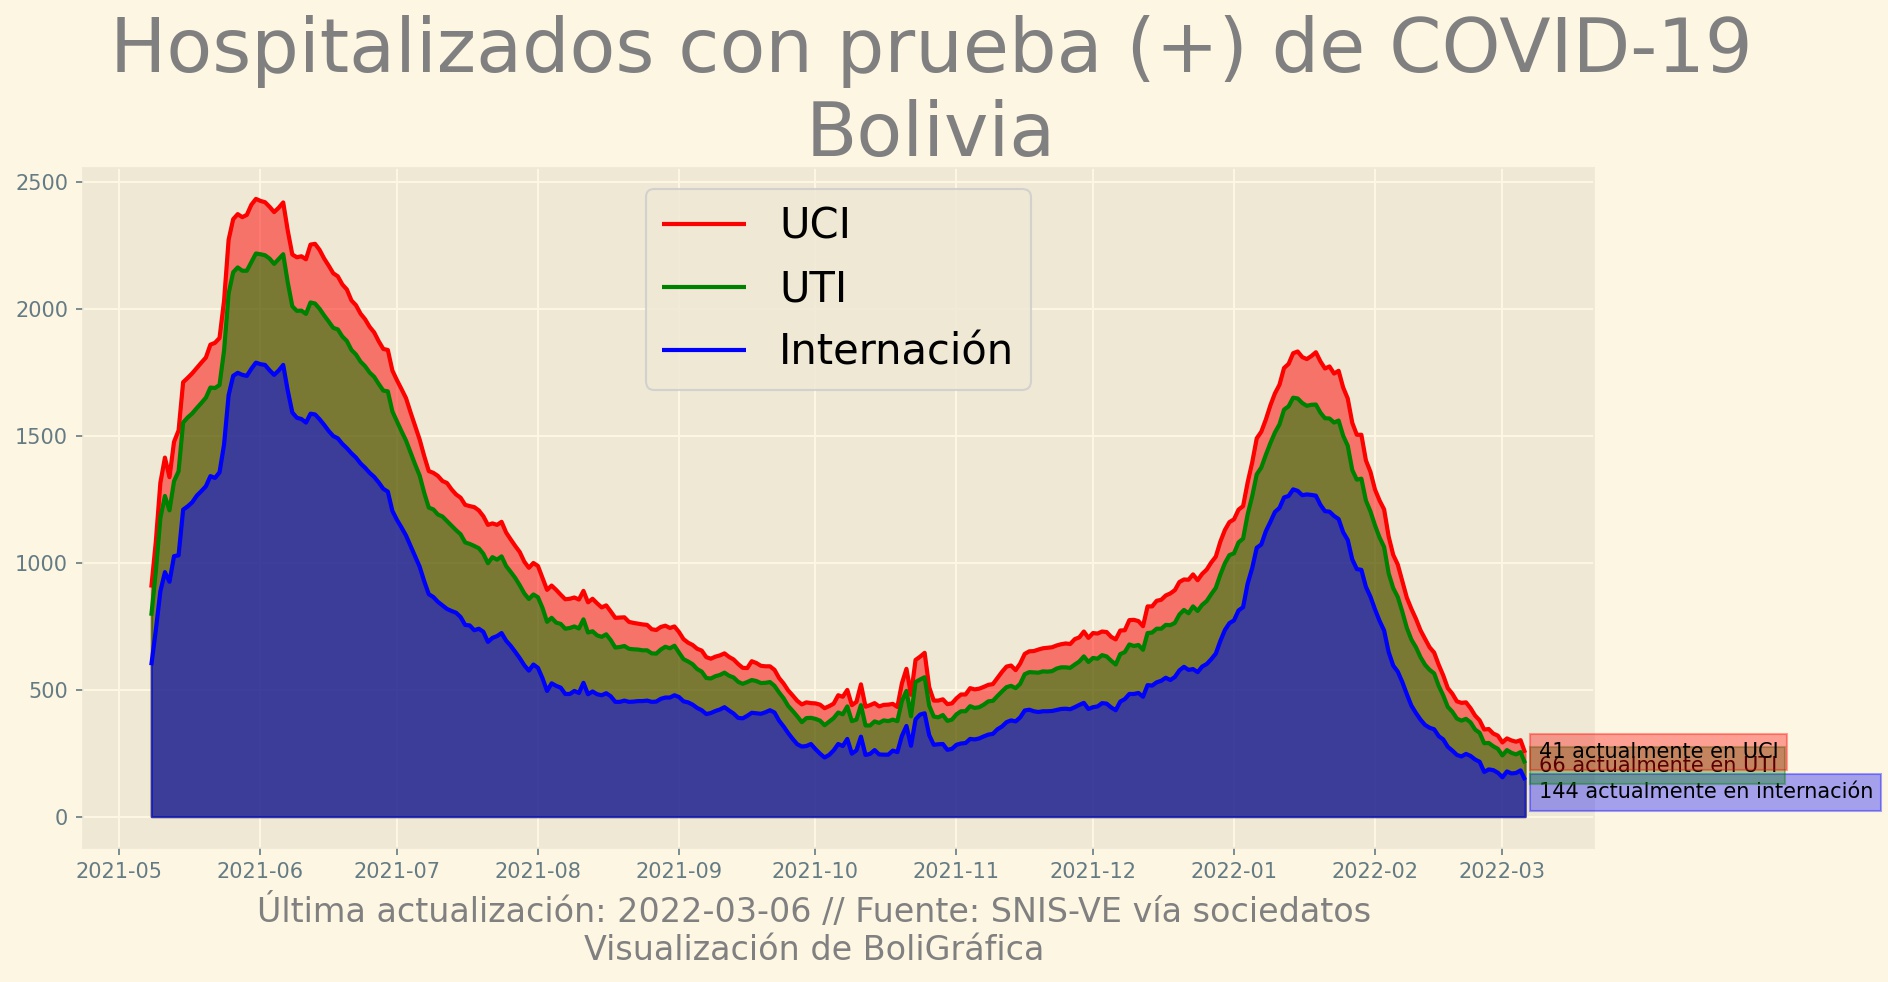 Hospitalizados con prueba (+) de COVID-19
Bolivia
2500
2000
1500
1000
500
0
UCI
UTI
Internación
41 actualmente en UCI
66 actualmente en UTI
144 actualmente en internación
2021-05 2021-06 2021-07 2021-08 2021-09 2021-10 2021-11 2021-12 2022-01 2022-02 2022-03
Última actualización: 2022-03-06 // Fuente: SNIS-VE vía sociedatos
Visualización de BoliGráfica